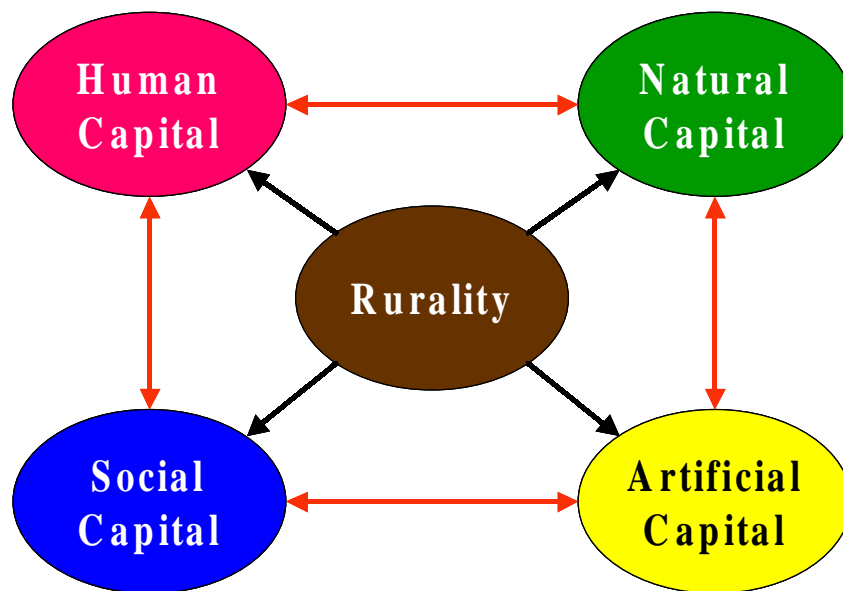 Human
Capital
Natural
Capital
Rurality
Social
Capital
Artificial
Capital